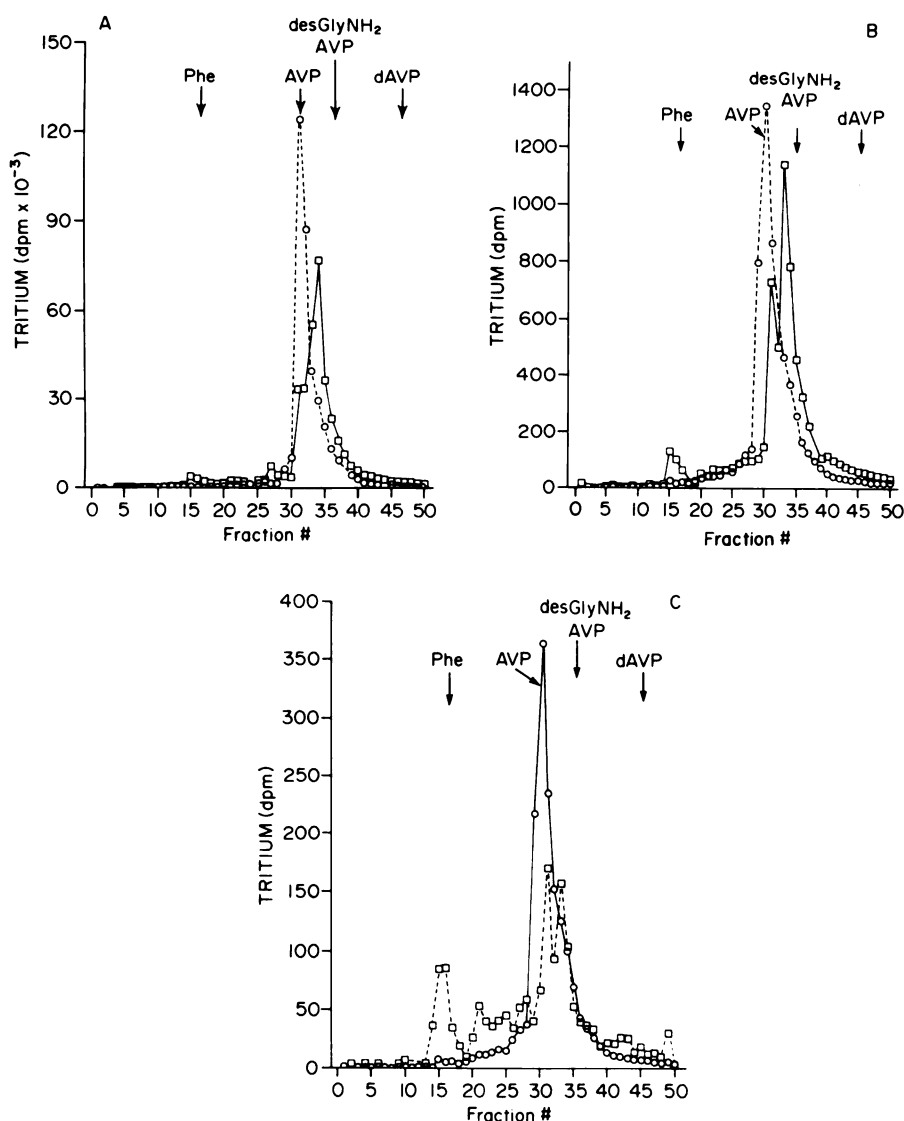 A
desGlyNH₂
AVP
Phe
AVP
dAVP
TRITIUM (dpm x 10⁻³)
150
120
90
60
30
0
0 5 10 15 20 25 30 35 40 45 50
Fraction #
B
desGlyNH₂
AVP
Phe
AVP
dAVP
TRITIUM (dpm)
1400
1200
1000
800
600
400
200
0
0 5 10 15 20 25 30 35 40 45 50
Fraction #
C
desGlyNH₂
AVP
Phe
AVP
dAVP
TRITIUM (dpm)
400
350
300
250
200
150
100
50
0
0 5 10 15 20 25 30 35 40 45 50
Fraction #